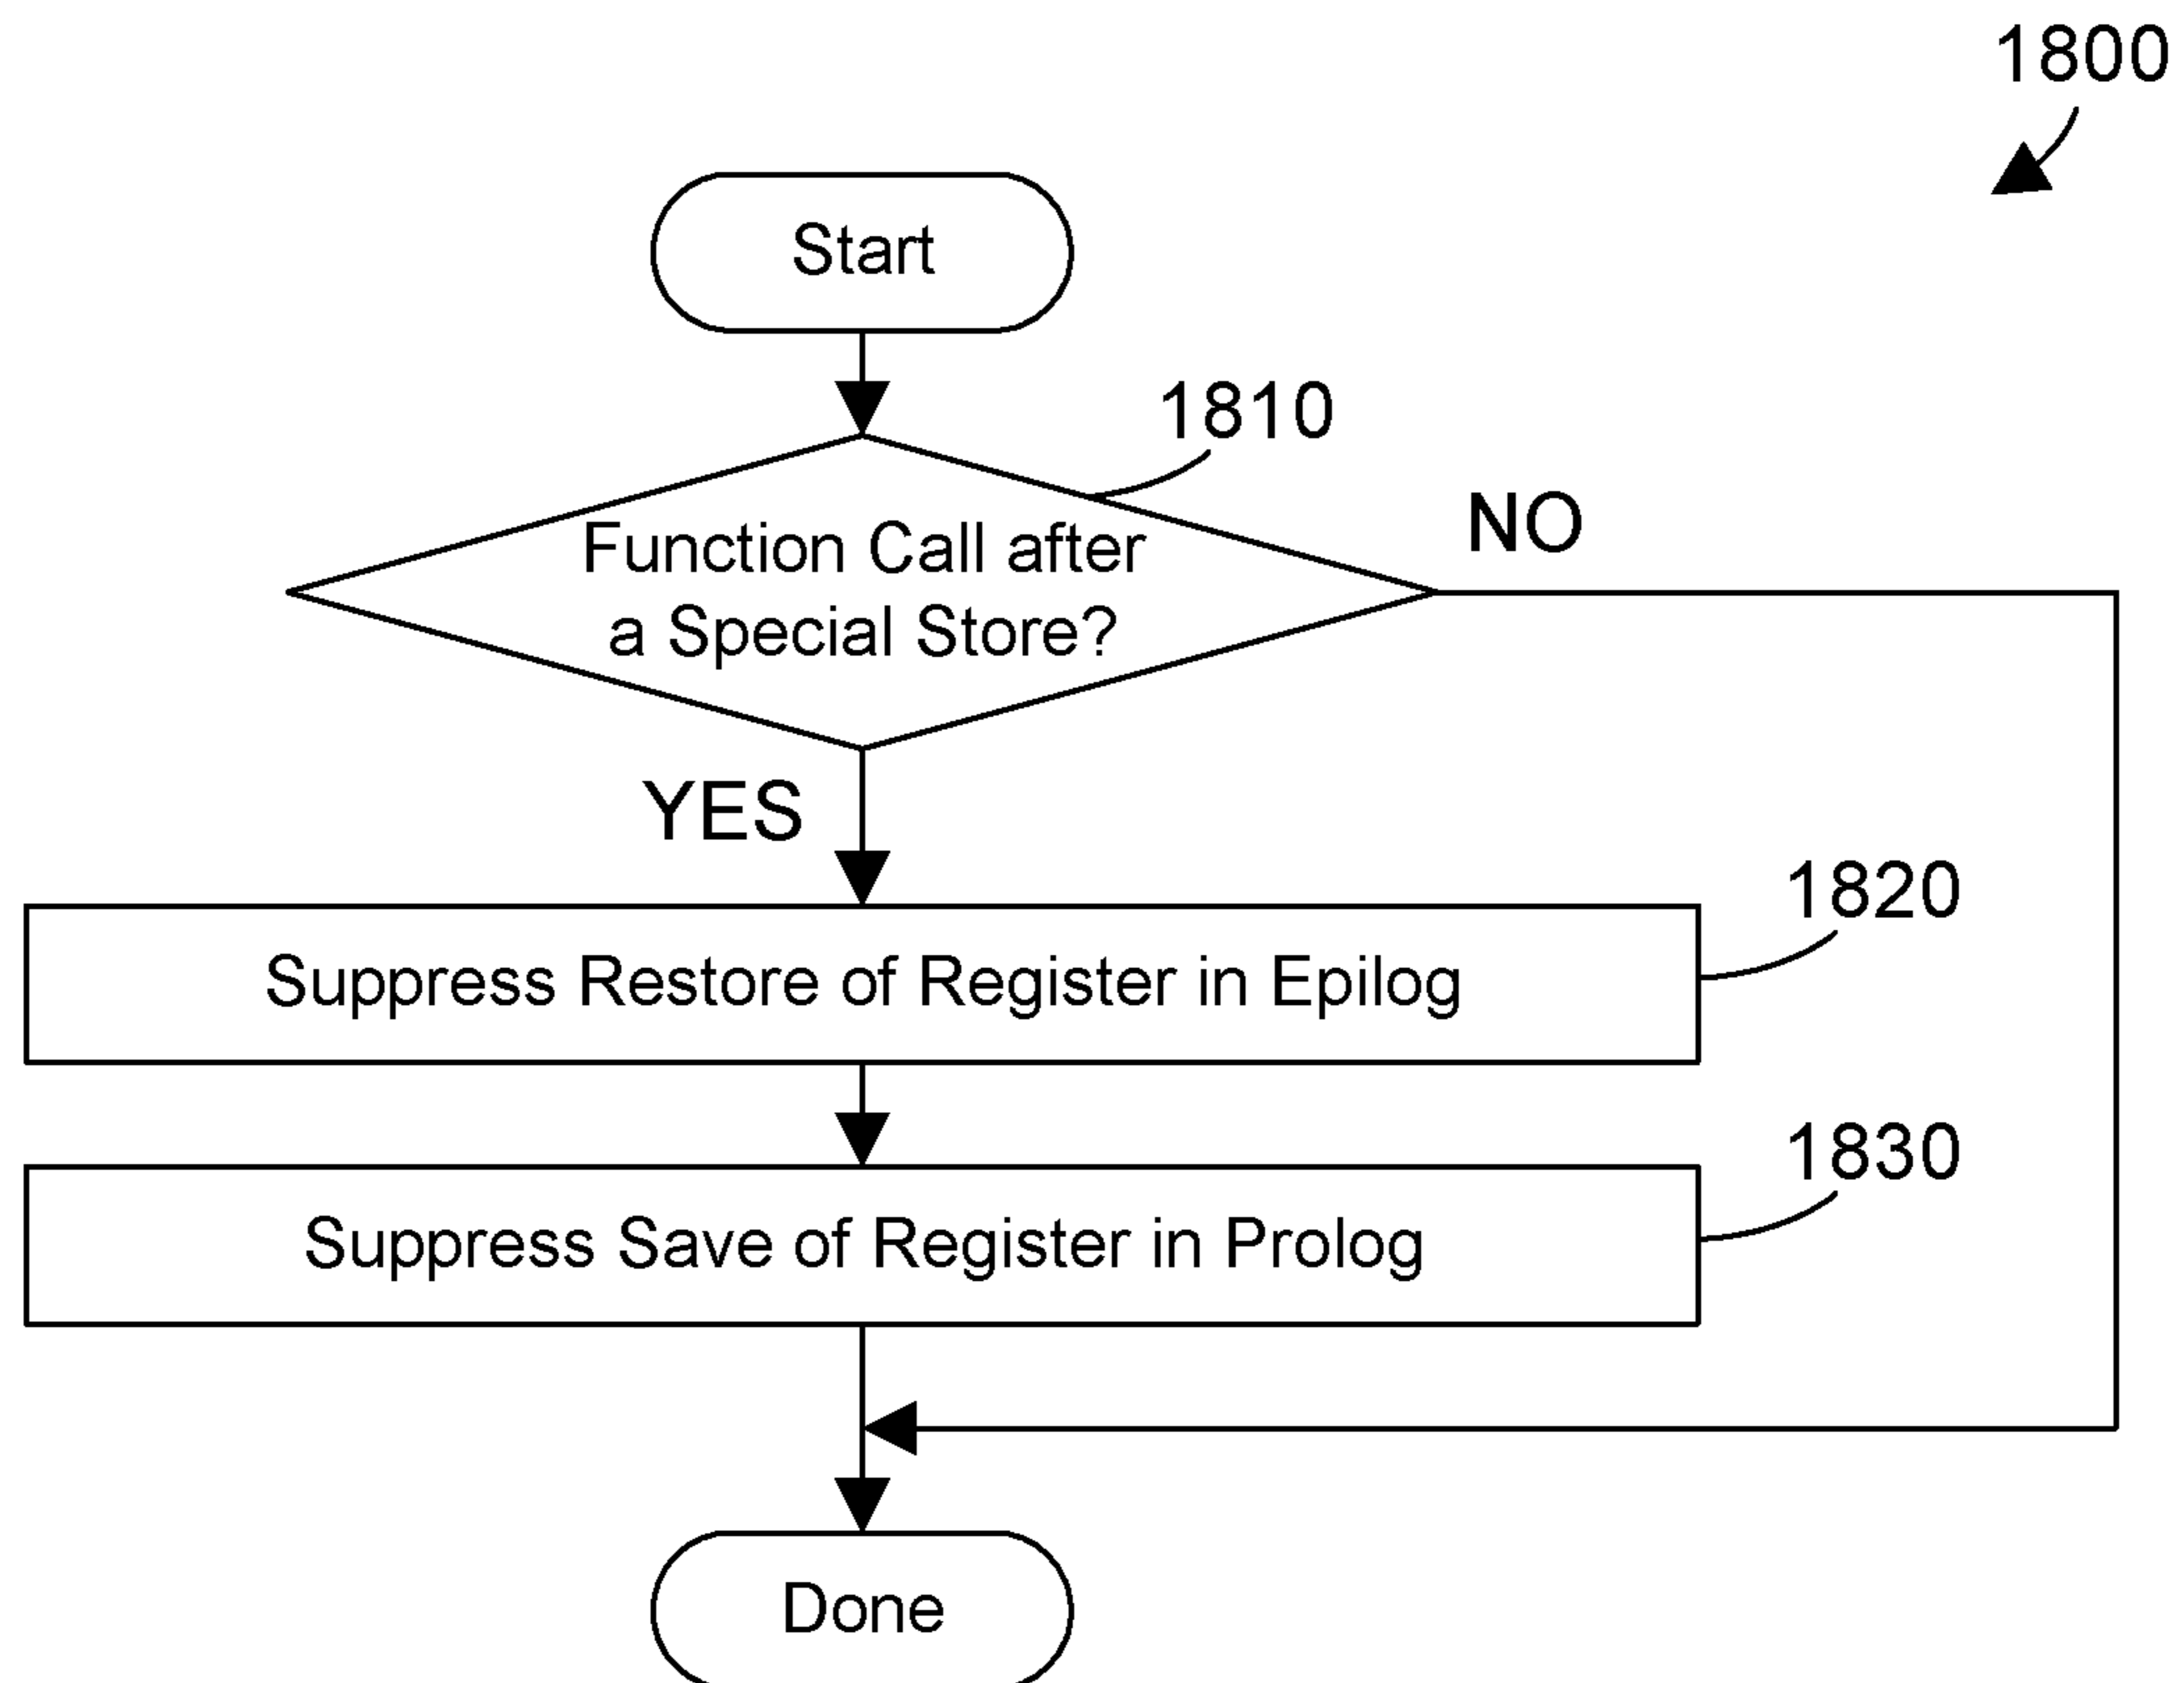 1800
Start
1810
Function Call after
a Special Store?
NO
YES
1820
Suppress Restore of Register in Epilog
1830
Suppress Save of Register in Prolog
Done